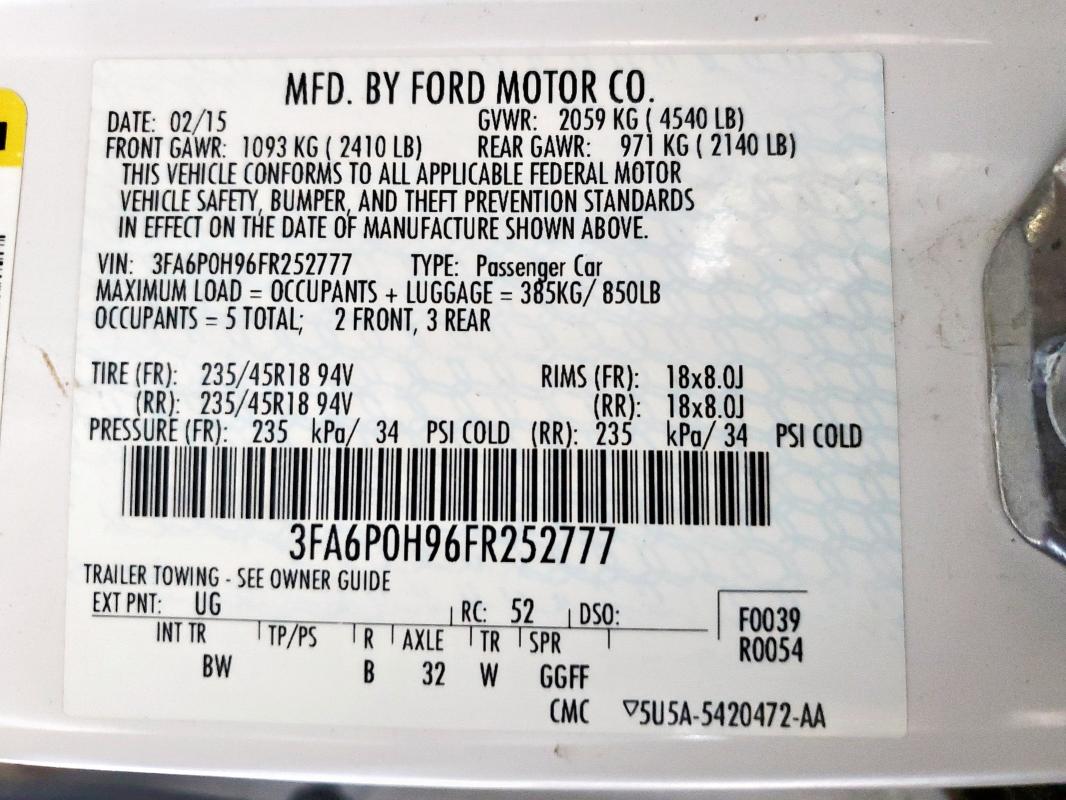 MFD. BY FORD MOTOR CO.
DATE: 02/15 GVWR: 2059 KG ( 4540 LB)
FRONT GAWR: 1093 KG ( 2410 LB) REAR GAWR: 971 KG ( 2140 LB)
THIS VEHICLE CONFORMS TO ALL APPLICABLE FEDERAL MOTOR
VEHICLE SAFETY, BUMPER, AND THEFT PREVENTION STANDARDS
IN EFFECT ON THE DATE OF MANUFACTURE SHOWN ABOVE.
VIN: 3FA6P0H96FR252777 TYPE: Passenger Car
MAXIMUM LOAD = OCCUPANTS + LUGGAGE = 385KG/ 850LB
OCCUPANTS = 5 TOTAL; 2 FRONT, 3 REAR
TIRE (FR): 235/45R18 94V RIMS (FR): 18x8.0J
(RR): 235/45R18 94V (RR): 18x8.0J
PRESSURE (FR): 235 kPa/ 34 PSI COLD (RR): 235 kPa/ 34 PSI COLD
3FA6P0H96FR252777
TRAILER TOWING - SEE OWNER GUIDE
EXT PNT: UG RC: 52 DSO: F0039
INT TR TP/PS R AXLE TR SPR R0054
BW B 32 W GGFF
CMC ▽5U5A-5420472-AA